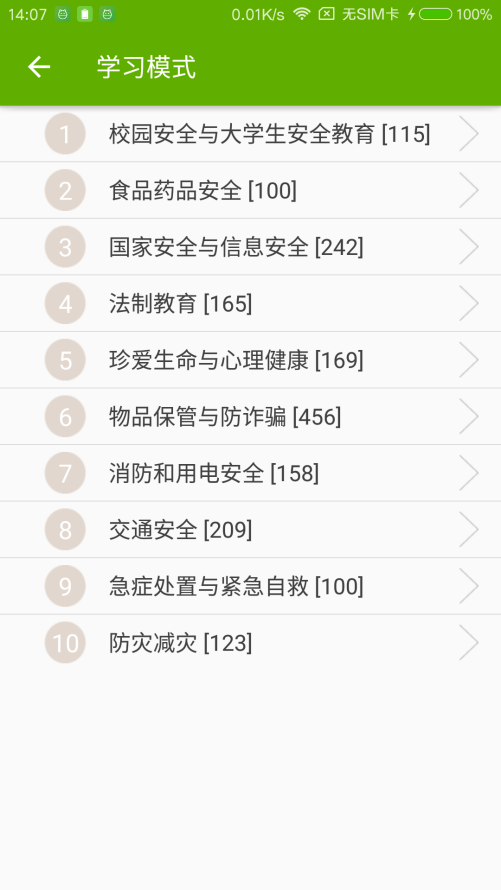 14:07 0.01K/s 无SIM卡 100%
学习模式
1 校园安全与大学生安全教育 [115]
2 食品药品安全 [100]
3 国家安全与信息安全 [242]
4 法制教育 [165]
5 珍爱生命与心理健康 [169]
6 物品保管与防诈骗 [456]
7 消防和用电安全 [158]
8 交通安全 [209]
9 急症处置与紧急自救 [100]
10 防灾减灾 [123]